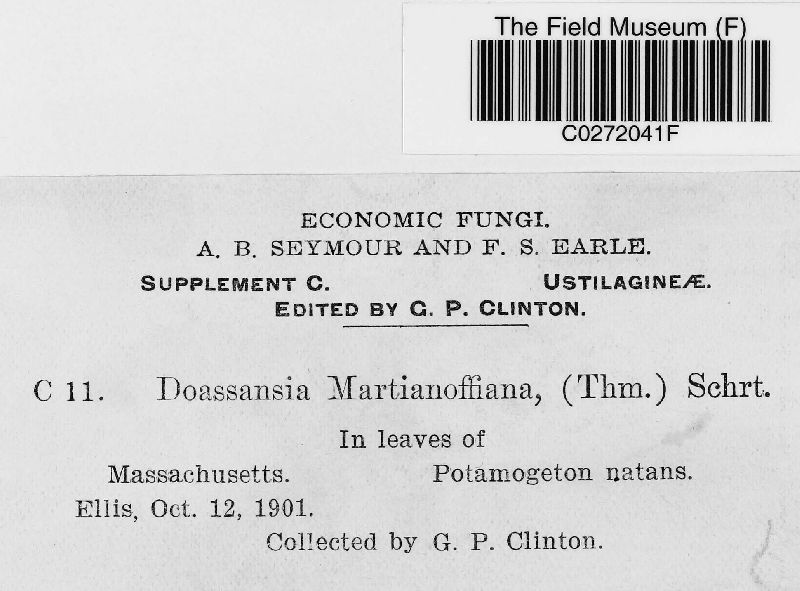 The Field Museum (F)
C0272041F
ECONOMIC FUNGI.
A. B. SEYMOUR AND F. S. EARLE.
SUPPLEMENT C. USTILAGINEÆ.
EDITED BY G. P. CLINTON.
C 11. Doassansia Martianoffiana, (Thm.) Schrt.
In leaves of
Massachusetts. Potamogeton natans.
Ellis, Oct. 12, 1901.
Collected by G. P. Clinton.